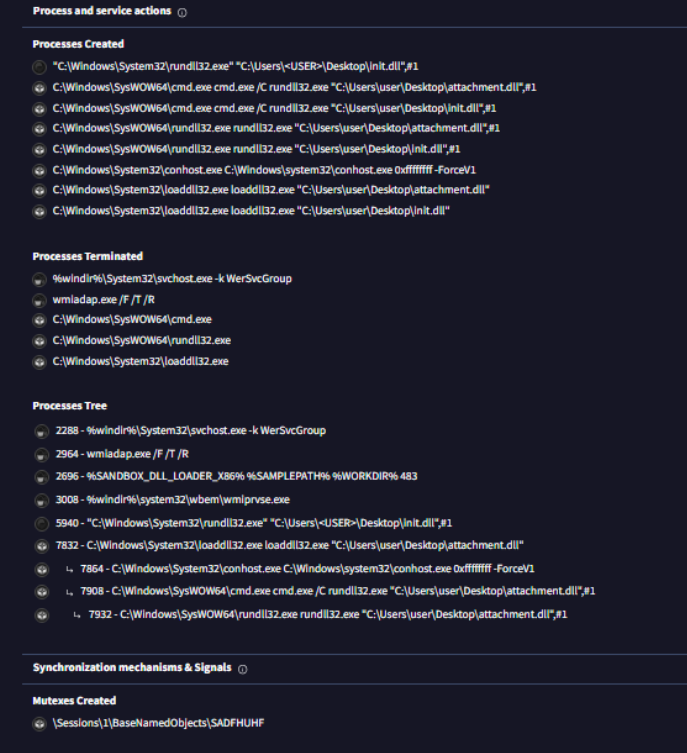 Process and service actions
Processes Created
"C:\Windows\System32\rundll32.exe" "C:\Users\<USER>\Desktop\init.dll",#1
C:\Windows\SysWOW64\cmd.exe cmd.exe /C rundll32.exe "C:\Users\user\Desktop\attachment.dll",#1
C:\Windows\SysWOW64\cmd.exe cmd.exe /C rundll32.exe "C:\Users\user\Desktop\init.dll",#1
C:\Windows\SysWOW64\rundll32.exe rundll32.exe "C:\Users\user\Desktop\attachment.dll",#1
C:\Windows\SysWOW64\rundll32.exe rundll32.exe "C:\Users\user\Desktop\init.dll",#1
C:\Windows\System32\conhost.exe C:\Windows\system32\conhost.exe 0xffffffff -ForceV1
C:\Windows\System32\loaddll32.exe loaddll32.exe "C:\Users\user\Desktop\attachment.dll"
C:\Windows\System32\loaddll32.exe loaddll32.exe "C:\Users\user\Desktop\init.dll"
Processes Terminated
%windir%\System32\svchost.exe -k WerSvcGroup
wmiadap.exe /F /T /R
C:\Windows\SysWOW64\cmd.exe
C:\Windows\SysWOW64\rundll32.exe
C:\Windows\System32\loaddll32.exe
Processes Tree
2288 - %windir%\System32\svchost.exe -k WerSvcGroup
2964 - wmiadap.exe /F /T /R
2696 - %SANDBOX_DLL_LOADER_X86% %SAMPLEPATH% %WORKDIR% 483
3008 - %windir%\system32\wbem\wmiprvse.exe
5940 - "C:\Windows\System32\rundll32.exe" "C:\Users\<USER>\Desktop\init.dll",#1
7832 - C:\Windows\System32\loaddll32.exe loaddll32.exe "C:\Users\user\Desktop\attachment.dll"
7864 - C:\Windows\System32\conhost.exe C:\Windows\system32\conhost.exe 0xffffffff -ForceV1
7908 - C:\Windows\SysWOW64\cmd.exe cmd.exe /C rundll32.exe "C:\Users\user\Desktop\attachment.dll",#1
7932 - C:\Windows\SysWOW64\rundll32.exe rundll32.exe "C:\Users\user\Desktop\attachment.dll",#1
Synchronization mechanisms & Signals
Mutexes Created
\Sessions\1\BaseNamedObjects\SADFHUHF